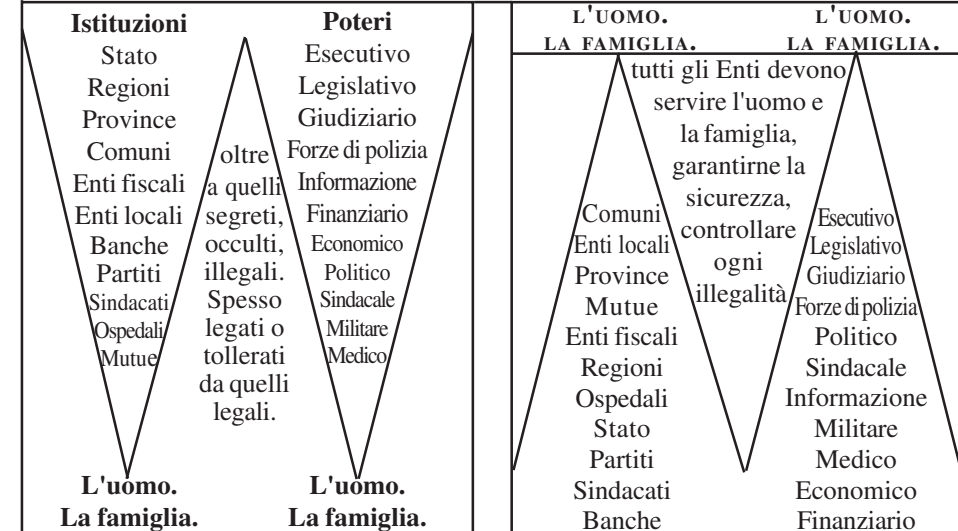 Istituzioni
Stato
Regioni
Province
Comuni
Enti fiscali
Enti locali
Banche
Partiti
Sindacati
Ospedali
Mutue
L'uomo.
La famiglia.
oltre
a quelli
segreti,
occulti,
illegali.
Spesso
legati o
tollerati
da quelli
legali.
Poteri
Esecutivo
Legislativo
Giudiziario
Forze di polizia
Informazione
Finanziario
Economico
Politico
Sindacale
Militare
Medico
L'uomo.
La famiglia.
L'UOMO.
LA FAMIGLIA.
Comuni
Enti locali
Province
Mutue
Enti fiscali
Regioni
Ospedali
Stato
Partiti
Sindacati
Banche
tutti gli Enti devono
servire l'uomo e
la famiglia,
garantirne la
sicurezza,
controllare
ogni
illegalità
L'UOMO.
LA FAMIGLIA.
Esecutivo
Legislativo
Giudiziario
Forze di polizia
Politico
Sindacale
Informazione
Militare
Medico
Economico
Finanziario